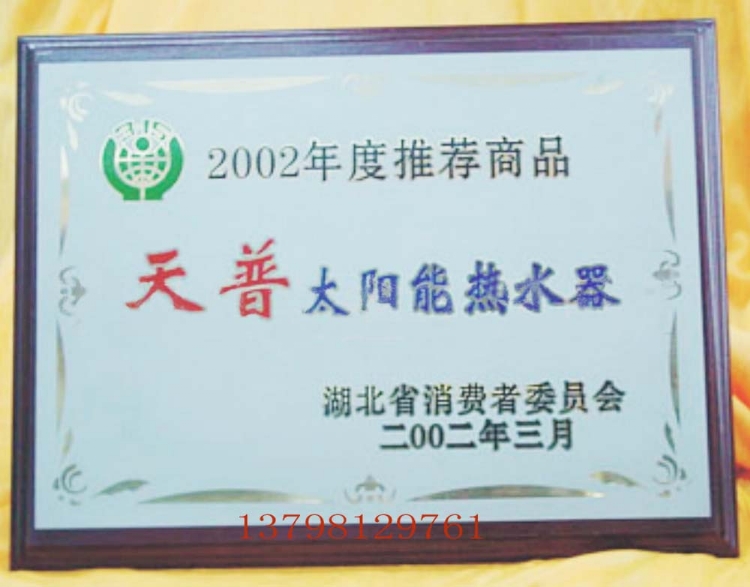 2002年度推荐商品
天普太阳能热水器
湖北省消费者委员会
二00二年三月
13798129761